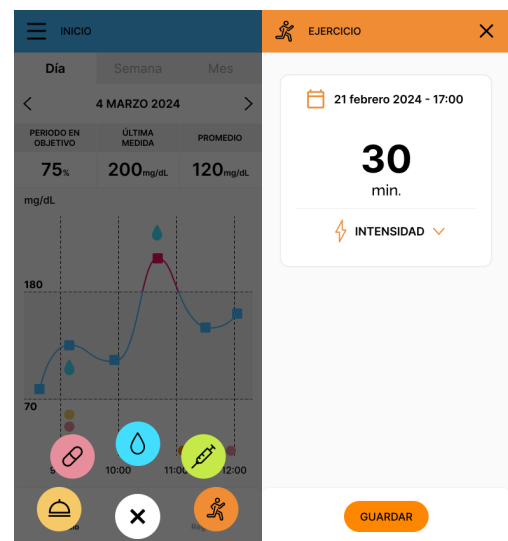 INICIO
Día
Semana
Mes
4 MARZO 2024
PERIODO EN
OBJETIVO
ÚLTIMA
MEDIDA
PROMEDIO
75%
200mg/dL
120mg/dL
mg/dL
180
70
10:00
11:00
12:00
EJERCICIO
21 febrero 2024 - 17:00
30
min.
INTENSIDAD
GUARDAR